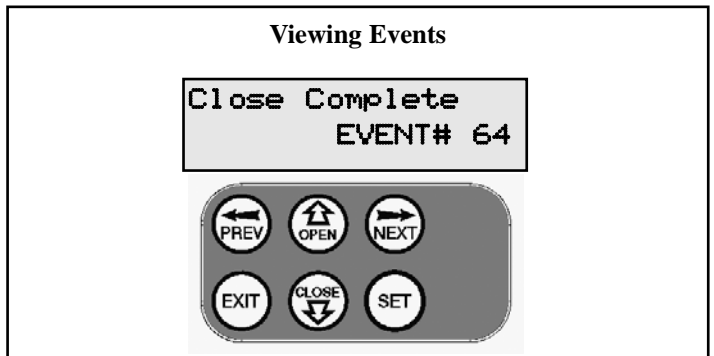 Viewing Events
Close Complete
EVENT# 64
PREV
OPEN
NEXT
EXIT
CLOSE
SET